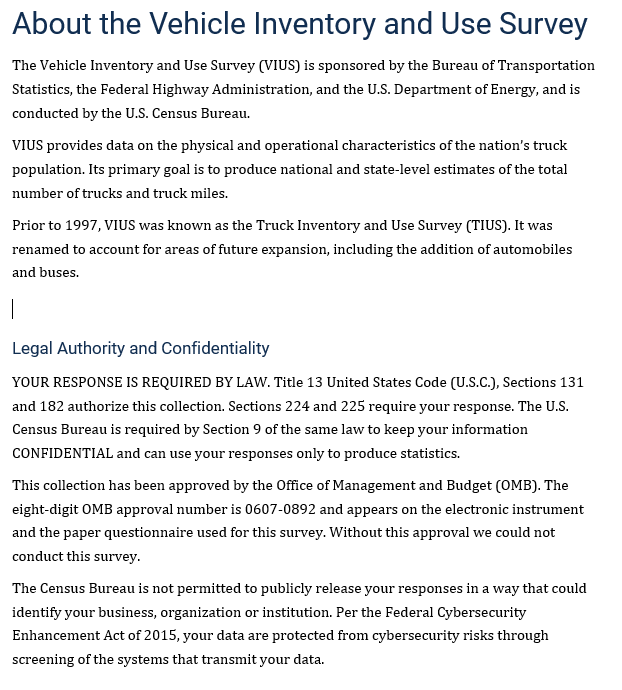 About the Vehicle Inventory and Use Survey
The Vehicle Inventory and Use Survey (VIUS) is sponsored by the Bureau of Transportation
Statistics, the Federal Highway Administration, and the U.S. Department of Energy, and is
conducted by the U.S. Census Bureau.
VIUS provides data on the physical and operational characteristics of the nation's truck
population. Its primary goal is to produce national and state-level estimates of the total
number of trucks and truck miles.
Prior to 1997, VIUS was known as the Truck Inventory and Use Survey (TIUS). It was
renamed to account for areas of future expansion, including the addition of automobiles
and buses.
Legal Authority and Confidentiality
YOUR RESPONSE IS REQUIRED BY LAW. Title 13 United States Code (U.S.C.), Sections 131
and 182 authorize this collection. Sections 224 and 225 require your response. The U.S.
Census Bureau is required by Section 9 of the same law to keep your information
CONFIDENTIAL and can use your responses only to produce statistics.
This collection has been approved by the Office of Management and Budget (OMB). The
eight-digit OMB approval number is 0607-0892 and appears on the electronic instrument
and the paper questionnaire used for this survey. Without this approval we could not
conduct this survey.
The Census Bureau is not permitted to publicly release your responses in a way that could
identify your business, organization or institution. Per the Federal Cybersecurity
Enhancement Act of 2015, your data are protected from cybersecurity risks through
screening of the systems that transmit your data.